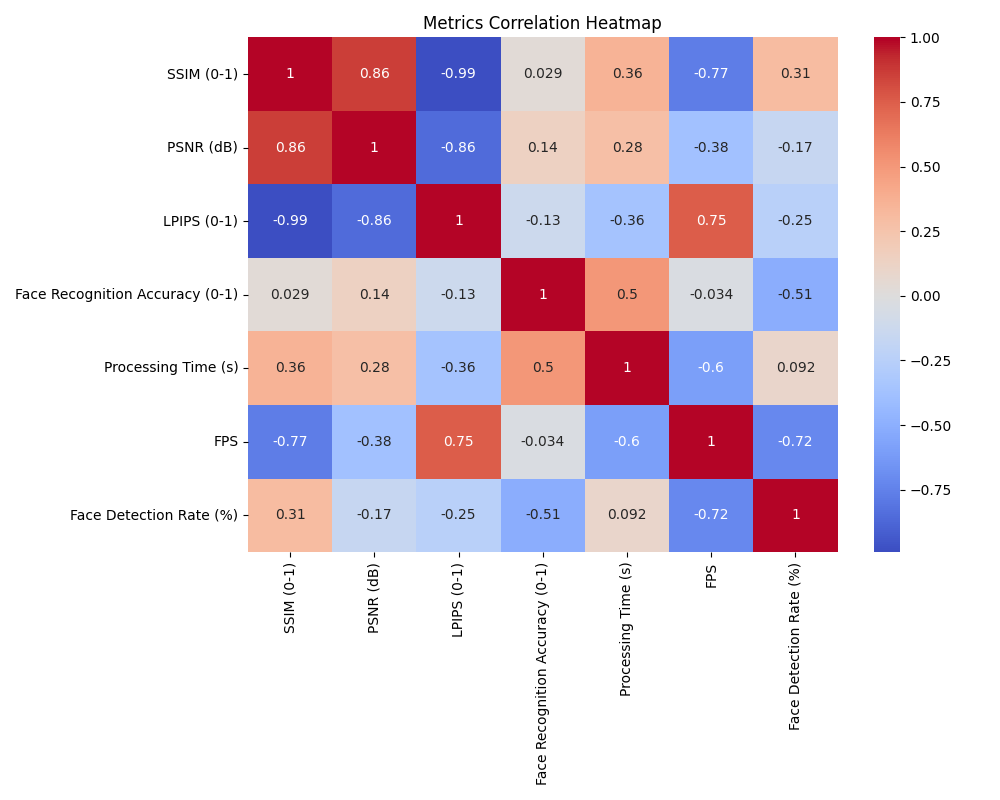 Metrics Correlation Heatmap
SSIM (0-1) 1 0.86 -0.99 0.029 0.36 -0.77 0.31
PSNR (dB) 0.86 1 -0.86 0.14 0.28 -0.38 -0.17
LPIPS (0-1) -0.99 -0.86 1 -0.13 -0.36 0.75 -0.25
Face Recognition Accuracy (0-1) 0.029 0.14 -0.13 1 0.5 -0.034 -0.51
Processing Time (s) 0.36 0.28 -0.36 0.5 1 -0.6 0.092
FPS -0.77 -0.38 0.75 -0.034 -0.6 1 -0.72
Face Detection Rate (%) 0.31 -0.17 -0.25 -0.51 0.092 -0.72 1
SSIM (0-1)
PSNR (dB)
LPIPS (0-1)
Face Recognition Accuracy (0-1)
Processing Time (s)
FPS
Face Detection Rate (%)
1.00
0.75
0.50
0.25
0.00
−0.25
−0.50
−0.75